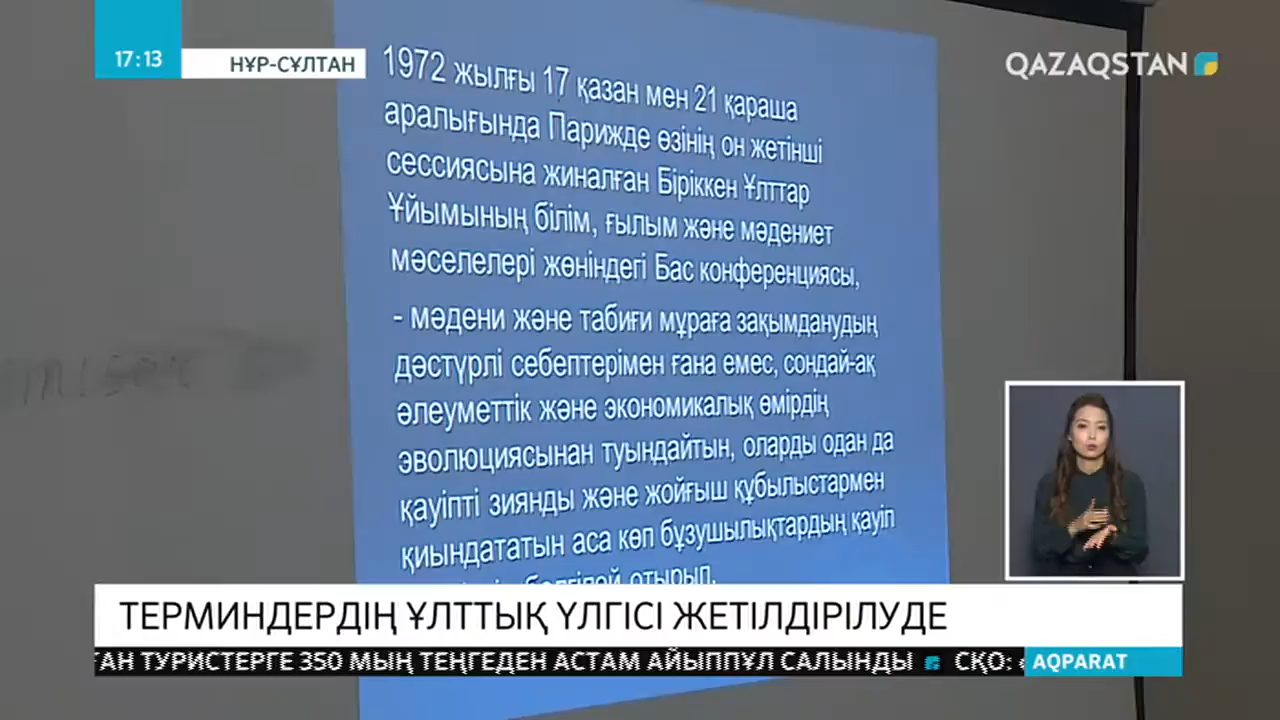 17:13
НҰР-СҰЛТАН
QAZAQSTAN
1972 жылғы 17 қазан мен 21 қараша
аралығында Парижде өзінің он жетінші
сессиясына жиналған Біріккен Ұлттар
Ұйымының білім, ғылым және мәдениет
мәселелері жөніндегі Бас конференциясы,
- мәдени және табиғи мұраға зақымданудың
дәстүрлі себептерімен ғана емес, сондай-ақ
әлеуметтік және экономикалық өмірдің
эволюциясынан туындайтын, оларды одан да
қауіпті зиянды және жойғыш құбылыстармен
қиындататын аса көп бұзушылықтардың қауіп
отырып,
ТЕРМИНДЕРДІҢ ҰЛТТЫҚ ҮЛГІСІ ЖЕТІЛДІРІЛУДЕ
ҒАН ТУРИСТЕРГЕ 350 МЫҢ ТЕҢГЕДЕН АСТАМ АЙЫППҰЛ САЛЫНДЫ СҚО:
AQPARAT